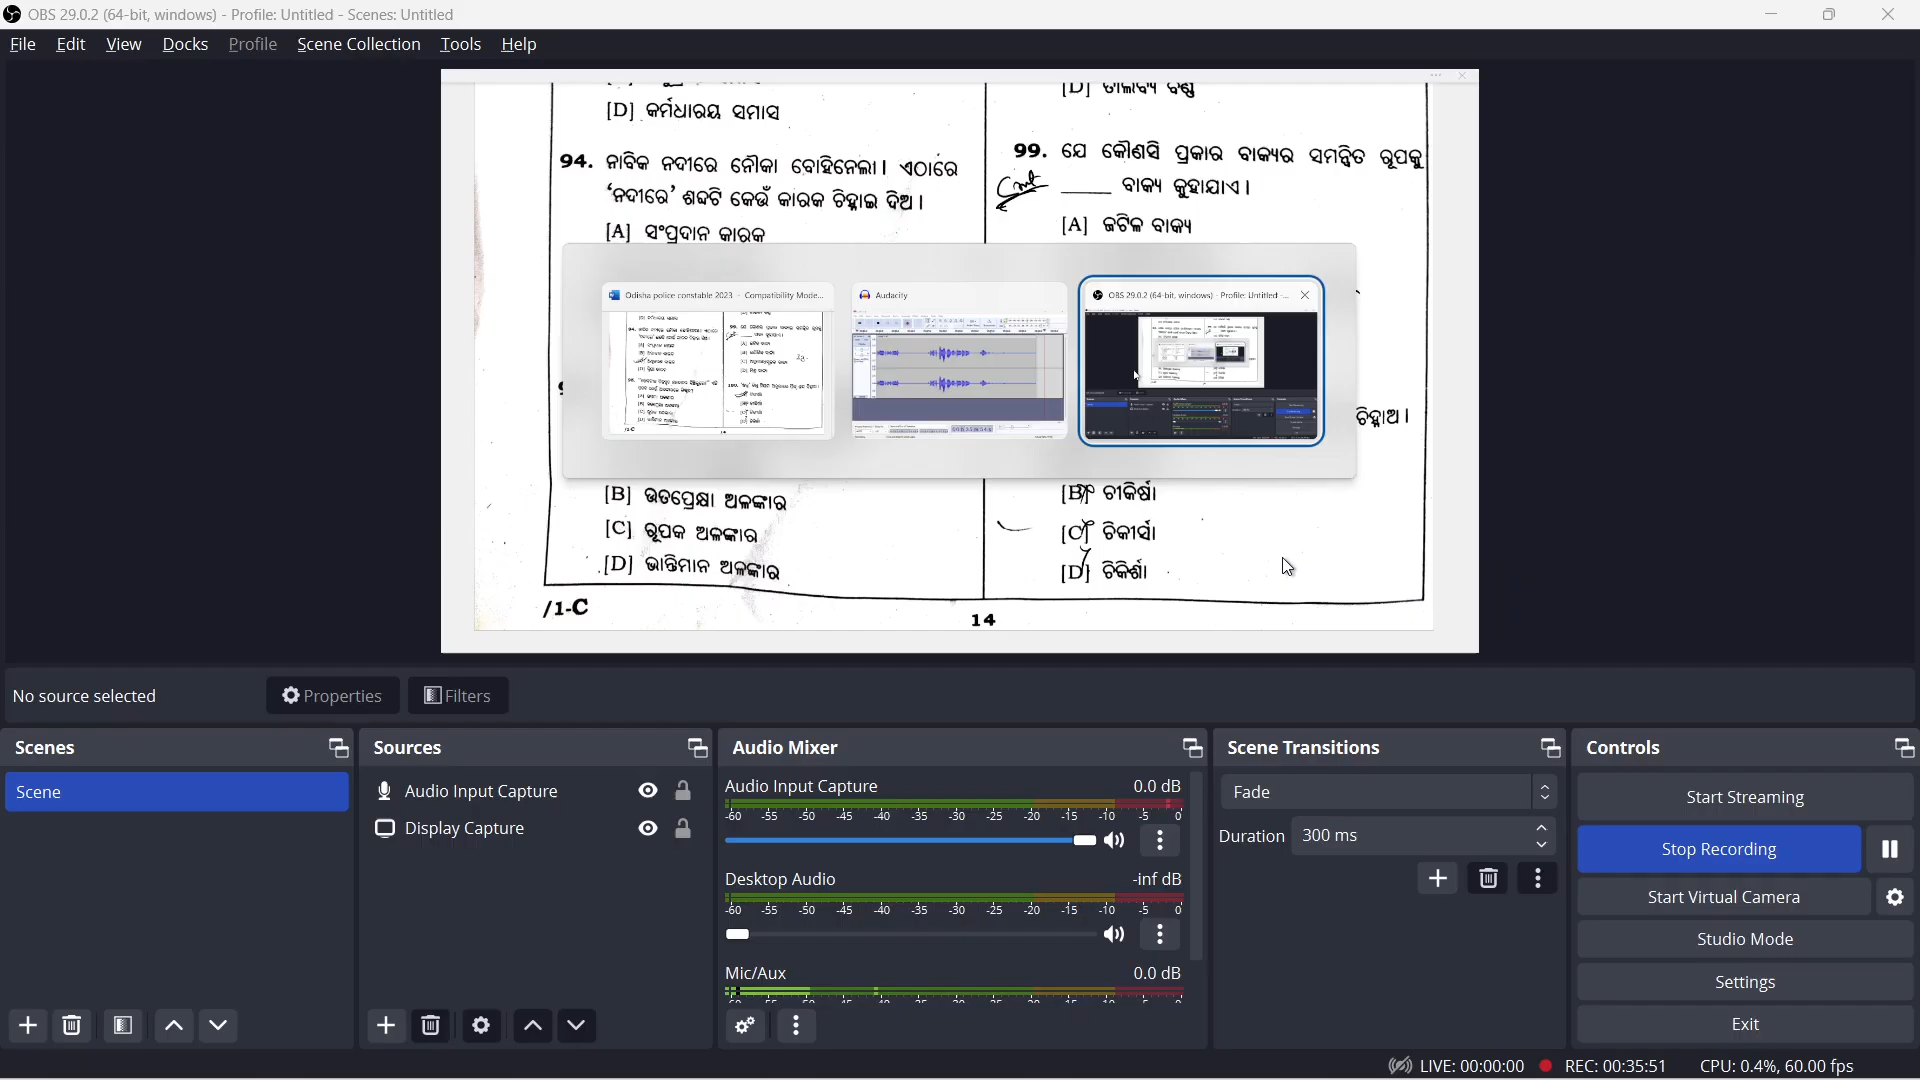 OBS 29.0.2 (64-bit, windows) - Profile: Untitled - Scenes: Untitled
File Edit View Docks Profile Scene Collection Tools Help
[D] କର୍ମଧାରୟ ସମାସ
94. ନାବିକ ନଦୀରେ ନୌକା ବୋହିନେଲା। ଏଠାରେ
'ନଦୀରେ' ଶବ୍ଦଟି କେଉଁ କାରକ ଚିହ୍ନାଇ ଦିଅ।
[A] ସଂପ୍ରଦାନ କାରକ
[B] ଉତପ୍ରେକ୍ଷା ଅଳଙ୍କାର
[C] ରୂପକ ଅଳଙ୍କାର
[D] ଭ୍ରାନ୍ତିମାନ ଅଳଙ୍କାର
/1-C
14
[D] ତାଲବ୍ୟ ବର୍ଣ୍ଣ
99. ଯେ କୌଣସି ପ୍ରକାର ବାକ୍ୟର ସମନ୍ୱିତ ରୂପକୁ
_____ ବାକ୍ୟ କୁହାଯାଏ।
[A] ଜଟିଳ ବାକ୍ୟ
ଚିହ୍ନାଅ।
[B] ଚୀକିର୍ଷା
[C] ଚିକୀର୍ସା
[D] ଚିକିର୍ଶା
Odisha police constable 2023 - Compatibility Mode...
Audacity
OBS 29.0.2 (64-bit, windows) - Profile: Untitled -...
No source selected
Properties
Filters
Scenes
Scene
Sources
Audio Input Capture
Display Capture
Audio Mixer
Audio Input Capture 0.0 dB
-60 -55 -50 -45 -40 -35 -30 -25 -20 -15 -10 -5 0
Desktop Audio -inf dB
-60 -55 -50 -45 -40 -35 -30 -25 -20 -15 -10 -5 0
Mic/Aux 0.0 dB
Scene Transitions
Fade
Duration 300 ms
Controls
Start Streaming
Stop Recording
Start Virtual Camera
Studio Mode
Settings
Exit
LIVE: 00:00:00 REC: 00:35:51 CPU: 0.4%, 60.00 fps